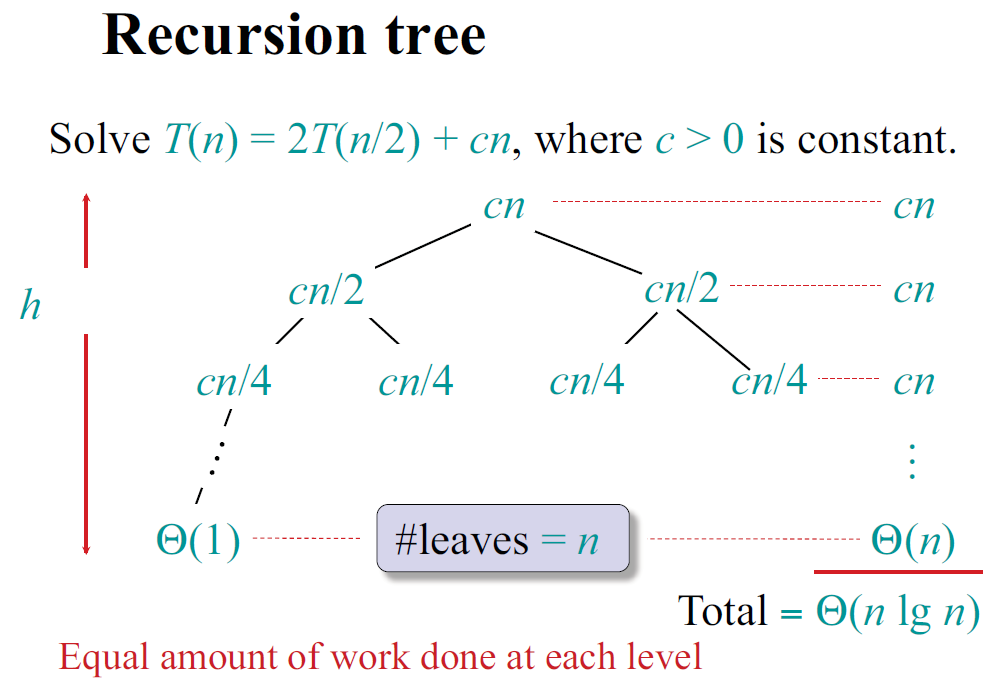 Recursion tree
Solve T(n) = 2T(n/2) + cn, where c > 0 is constant.
cn cn
cn/2 cn/2 cn
h
cn/4 cn/4 cn/4 cn/4 cn
⋮
Θ(1) #leaves = n Θ(n)
Total = Θ(n lg n)
Equal amount of work done at each level